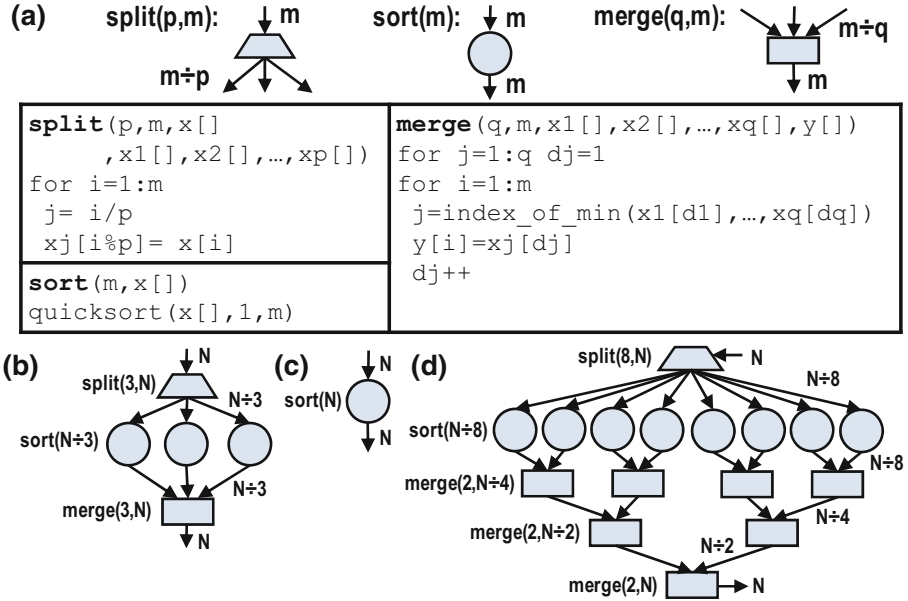 (a)
split(p,m):
m
m÷p
sort(m):
m
m
merge(q,m):
m÷q
m
split(p,m,x[]
,x1[],x2[],…,xp[])
for i=1:m
j= i/p
xj[i%p]= x[i]
sort(m,x[])
quicksort(x[],1,m)
merge(q,m,x1[],x2[],…,xq[],y[])
for j=1:q dj=1
for i=1:m
j=index_of_min(x1[d1],…,xq[dq])
y[i]=xj[dj]
dj++
(b)
N
split(3,N)
N÷3
sort(N÷3)
N÷3
merge(3,N)
N
(c)
N
sort(N)
N
(d)
split(8,N)
N
N÷8
sort(N÷8)
N÷8
merge(2,N÷4)
N÷4
merge(2,N÷2)
N÷2
merge(2,N)
N